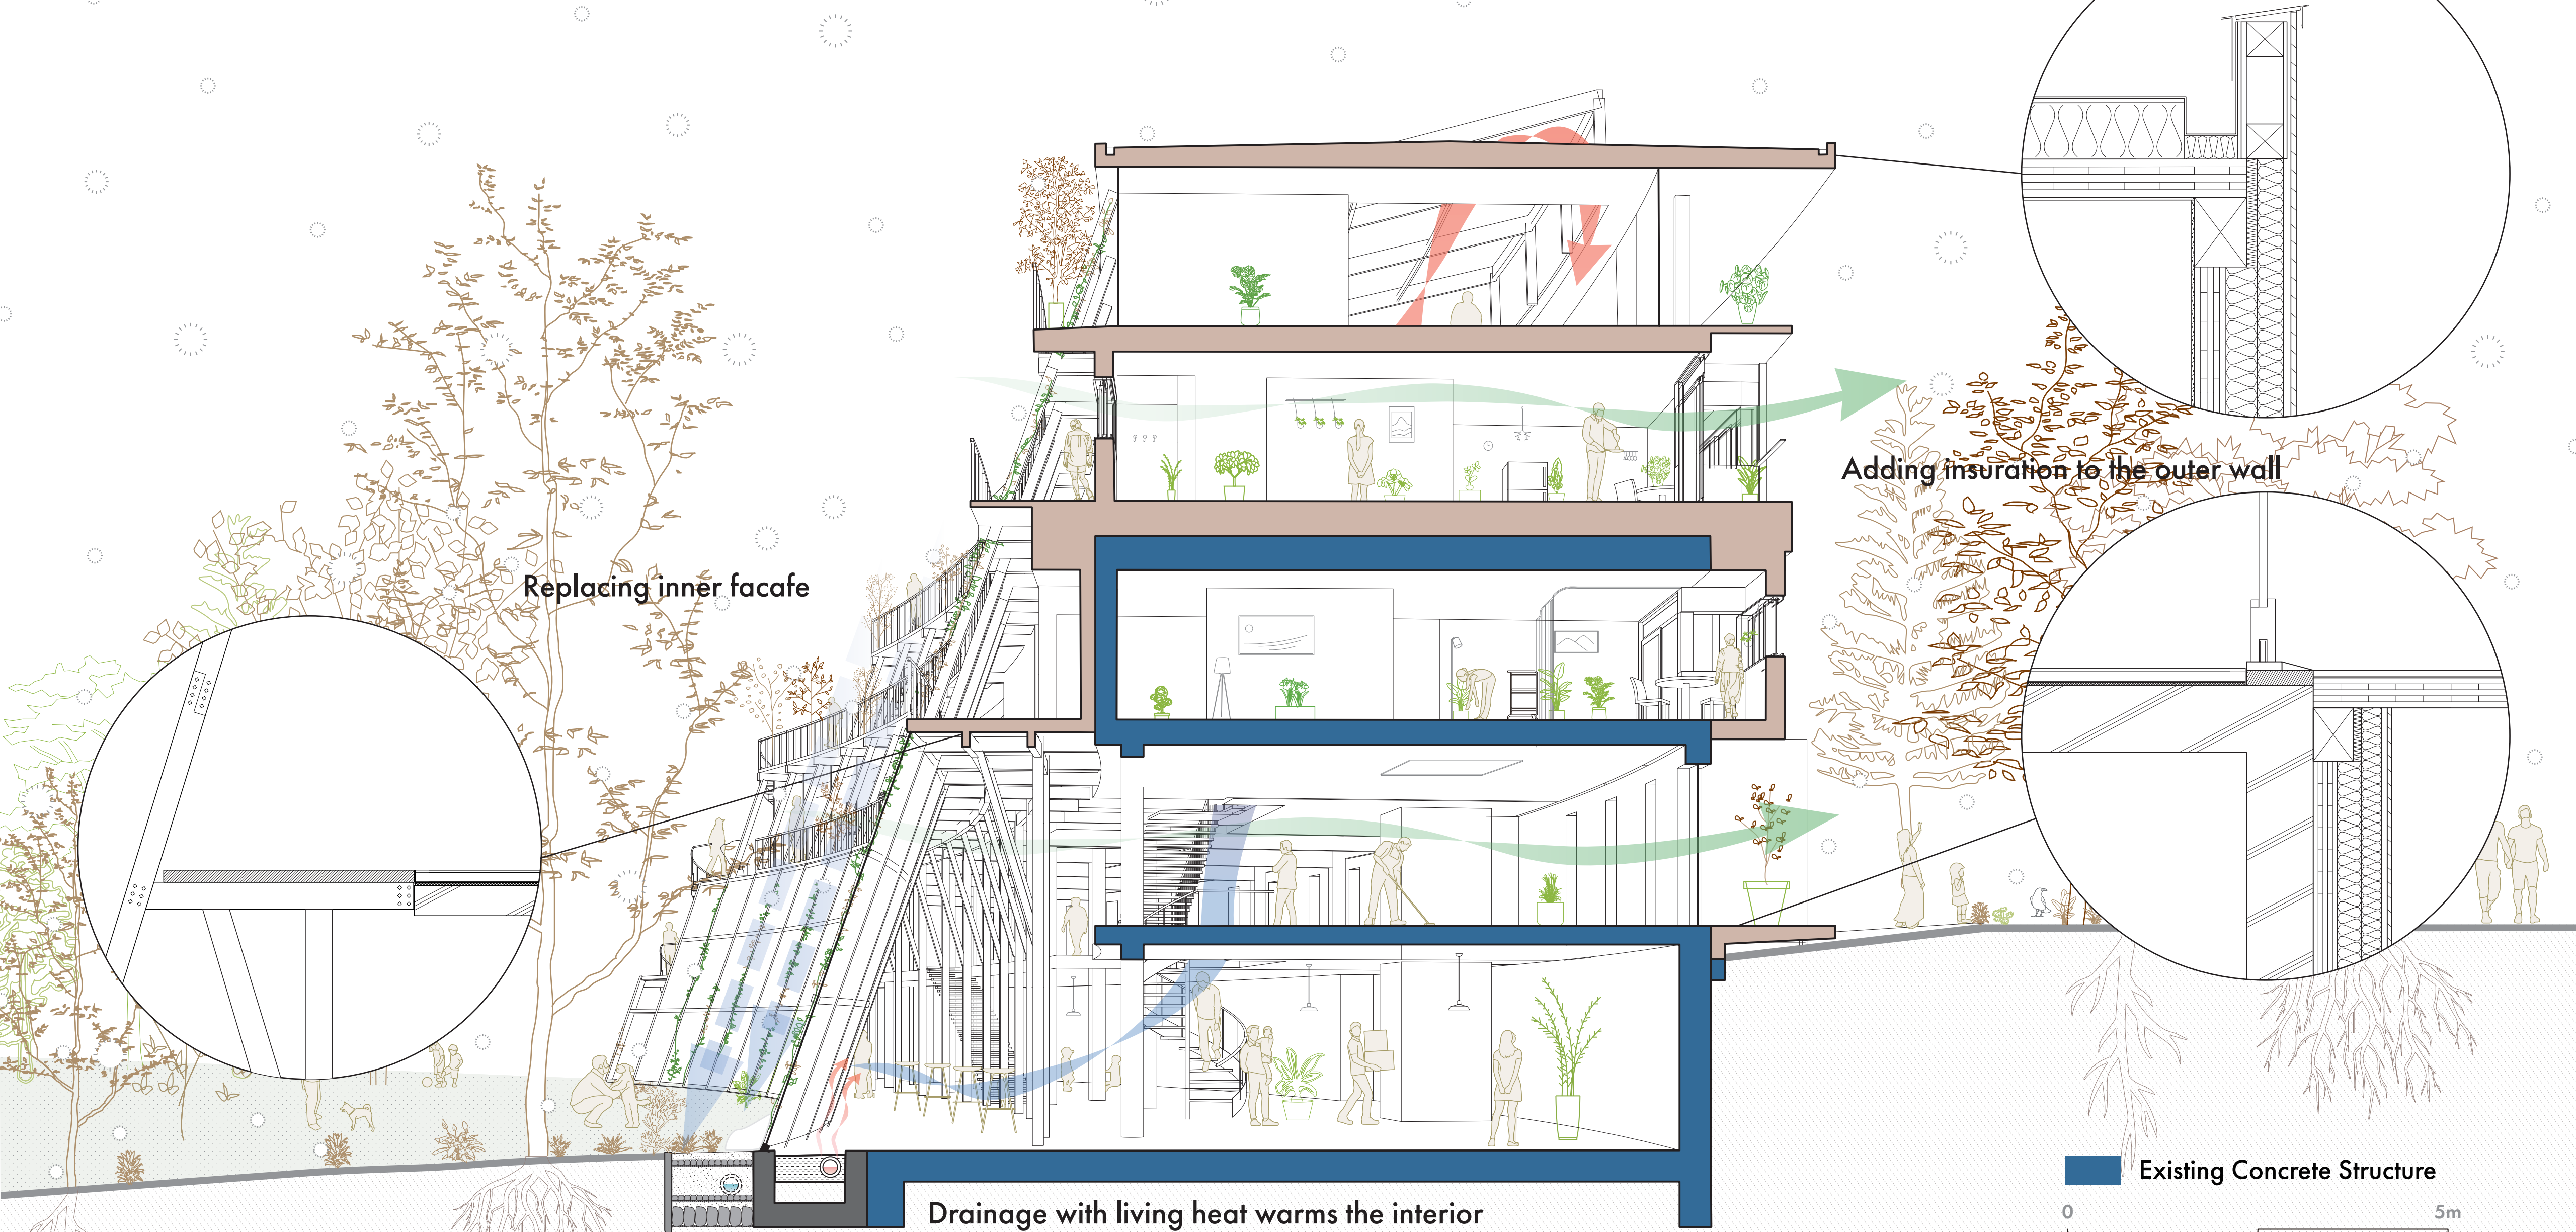 Adding insuration to the outer wall
Replacing inner facafe
Existing Concrete Structure
0 5m
Drainage with living heat warms the interior